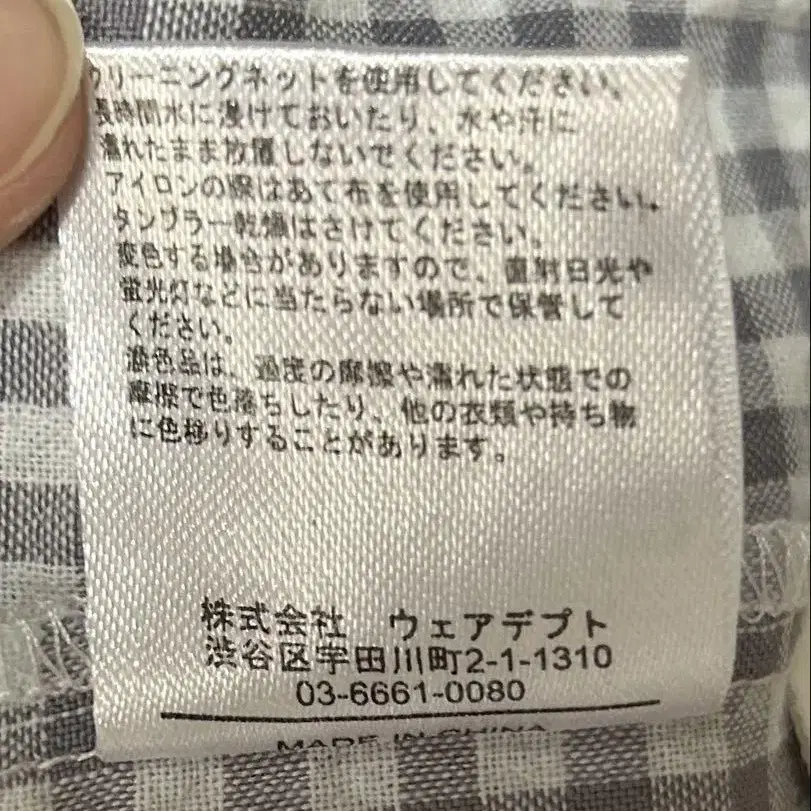 クリーニングネットを使用してください。
長時間水に浸けておいたり、水や汗に
濡れたまま放置しないでください。
アイロンの際はあて布を使用してください。
タンブラー乾燥はさけてください。
変色する場合がありますので、直射日光や
蛍光灯などに当たらない場所で保管して
ください。
濃色品は、過度の摩擦や濡れた状態での
摩擦で色落ちしたり、他の衣類や持ち物
に色移りすることがあります。
株式会社 ウェアデプト
渋谷区宇田川町2-1-1310
03-6661-0080
MADE IN CHINA